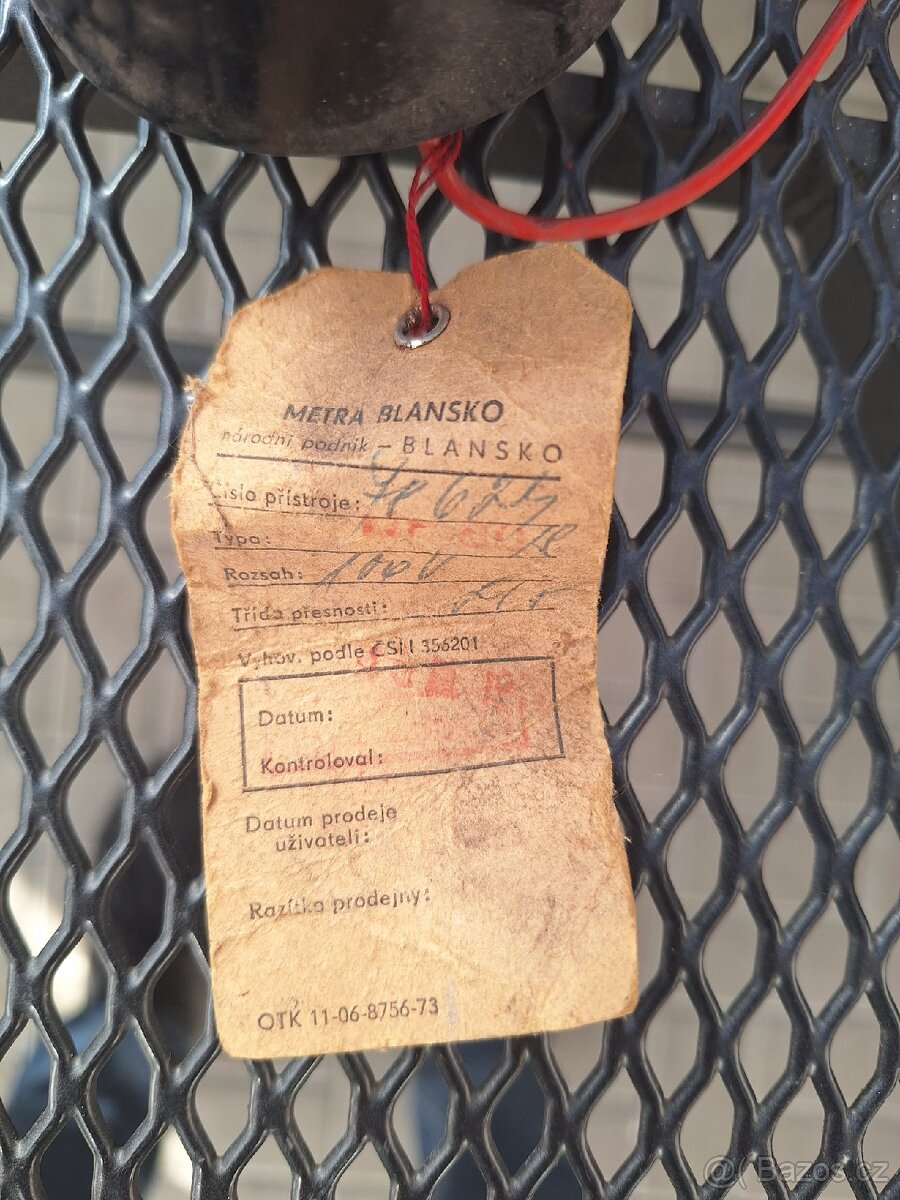 METRA BLANSKO
národní podnik - BLANSKO
číslo přístroje:
Typ:
Rozsah: 100V
Třída přesnosti:
Vyhov. podle ČSN 356201
Datum:
Kontroloval:
Datum prodeje
uživateli:
Razítko prodejny:
OTK 11-06-8756-73
@( Bazos.cz